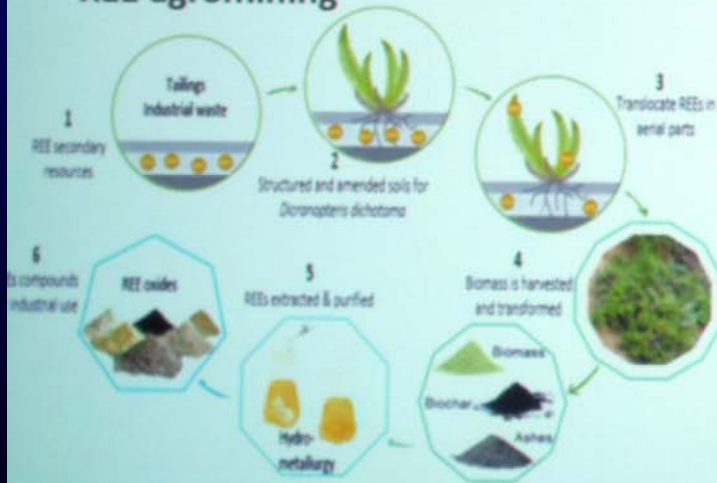 REE agromining
Tailings
Industrial waste
1
REE secondary
resources
2
Structured and amended soils for
Dicranopteris dichotoma
3
Translocate REEs in
aerial parts
4
Biomass is harvested
and transformed
Biomass
Biochar
Ashes
5
REEs extracted & purified
Hydro-
metallurgy
6
Es compounds
industrial use
REE oxides